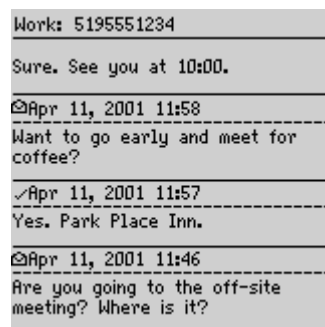 Work: 5195551234
Sure. See you at 10:00.
Apr 11, 2001 11:58
Want to go early and meet for
coffee?
Apr 11, 2001 11:57
Yes. Park Place Inn.
Apr 11, 2001 11:46
Are you going to the off-site
meeting? Where is it?